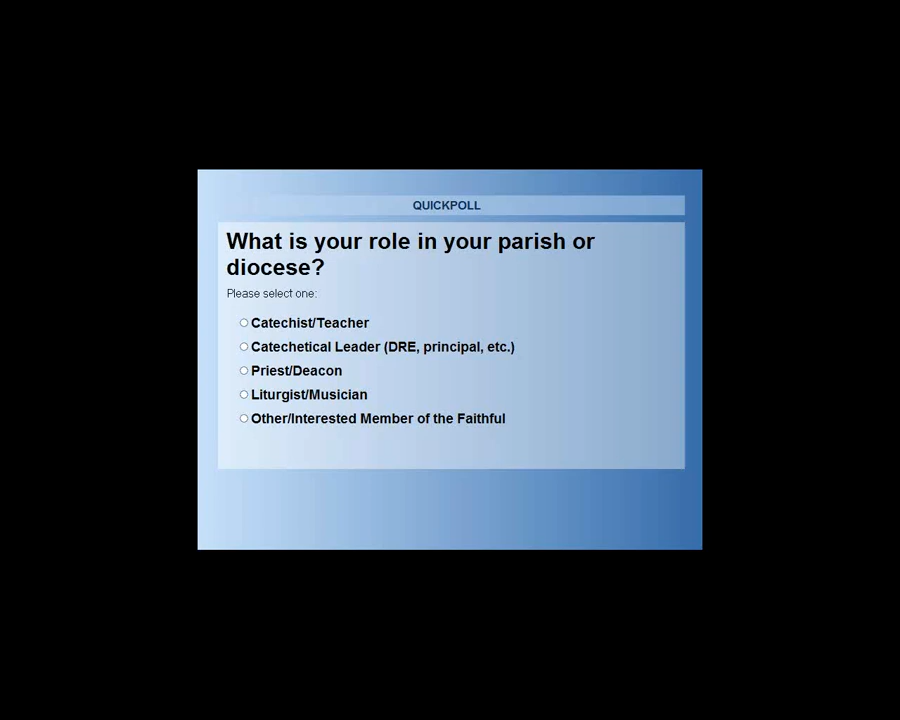 QUICKPOLL
What is your role in your parish or
diocese?
Please select one:
Catechist/Teacher
Catechetical Leader (DRE, principal, etc.)
Priest/Deacon
Liturgist/Musician
Other/Interested Member of the Faithful